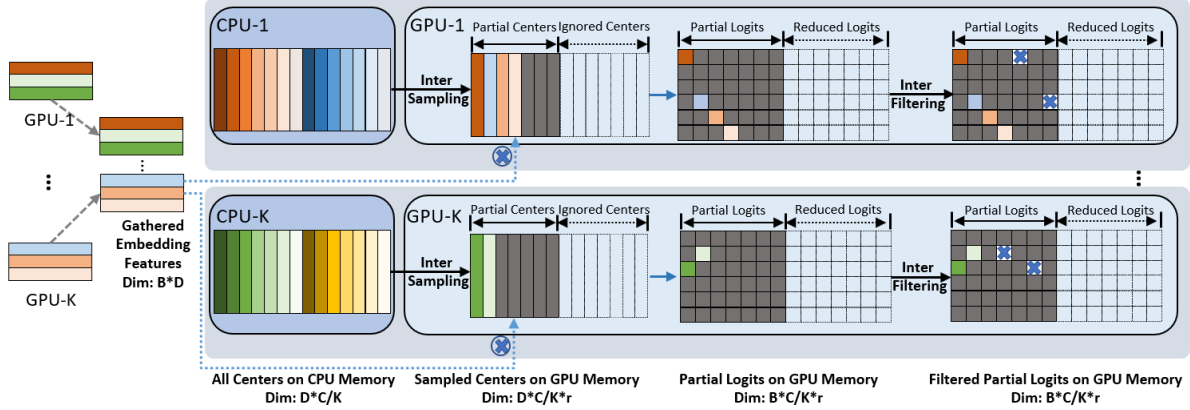 GPU-1
GPU-K
Gathered
Embedding
Features
Dim: B*D
CPU-1
Inter
Sampling
GPU-1
Partial Centers
Ignored Centers
Partial Logits
Reduced Logits
Inter
Filtering
Partial Logits
Reduced Logits
CPU-K
Inter
Sampling
GPU-K
Partial Centers
Ignored Centers
Partial Logits
Reduced Logits
Inter
Filtering
Partial Logits
Reduced Logits
All Centers on CPU Memory
Dim: D*C/K
Sampled Centers on GPU Memory
Dim: D*C/K*r
Partial Logits on GPU Memory
Dim: B*C/K*r
Filtered Partial Logits on GPU Memory
Dim: B*C/K*r